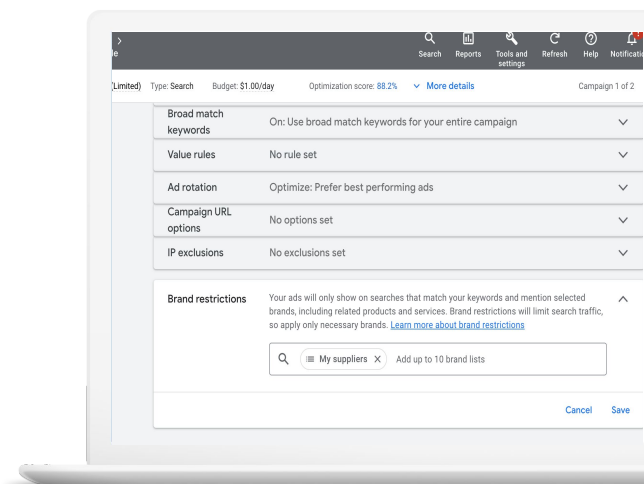 Search Reports Tools and settings Refresh Help
(Limited) Type: Search Budget: $1.00/day Optimization score: 88.2% More details Campaign 1 of 2
Broad match keywords On: Use broad match keywords for your entire campaign
Value rules No rule set
Ad rotation Optimize: Prefer best performing ads
Campaign URL options No options set
IP exclusions No exclusions set
Brand restrictions
Your ads will only show on searches that match your keywords and mention selected
brands, including related products and services. Brand restrictions will limit search traffic,
so apply only necessary brands. Learn more about brand restrictions
My suppliers X Add up to 10 brand lists
Cancel Save